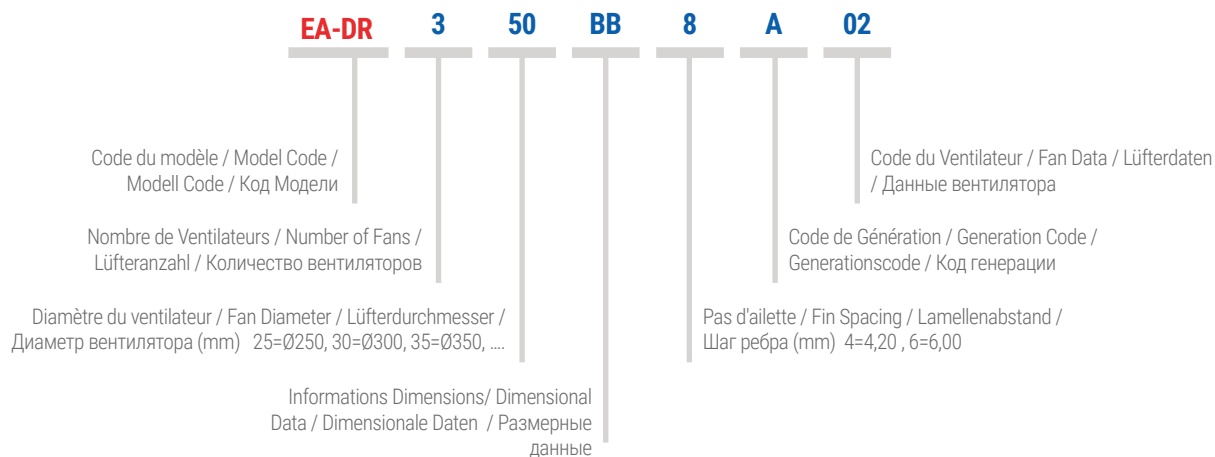 EA-DR 3 50 BB 8 A 02
Code du modèle / Model Code /
Modell Code / Код Модели
Code du Ventilateur / Fan Data / Lüfterdaten
/ Данные вентилятора
Nombre de Ventilateurs / Number of Fans /
Lüfteranzahl / Количество вентиляторов
Code de Génération / Generation Code /
Generationscode / Код генерации
Diamètre du ventilateur / Fan Diameter / Lüfterdurchmesser /
Диаметр вентилятора (mm) 25=Ø250, 30=Ø300, 35=Ø350, ....
Pas d'ailette / Fin Spacing / Lamellenabstand /
Шаг ребра (mm) 4=4,20 , 6=6,00
Informations Dimensions/ Dimensional
Data / Dimensionale Daten / Размерные
данные